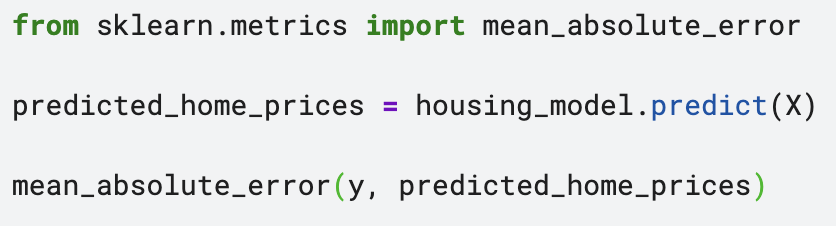 from sklearn.metrics import mean_absolute_error
predicted_home_prices = housing_model.predict(X)
mean_absolute_error(y, predicted_home_prices)